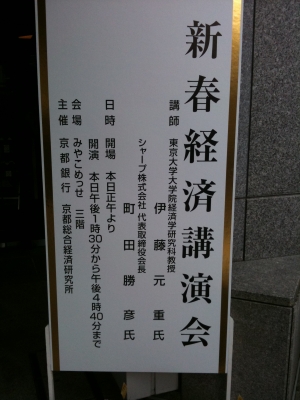 新春経済講演会
講師 東京大学大学院経済学研究科教授
伊藤元重氏
シャープ株式会社 代表取締役会長
町田勝彦氏
日時 開場 本日正午より
開演 本日午後1時30分から午後4時40分まで
会場 みやこめっせ 三階
主催 京都銀行 京都総合経済研究所